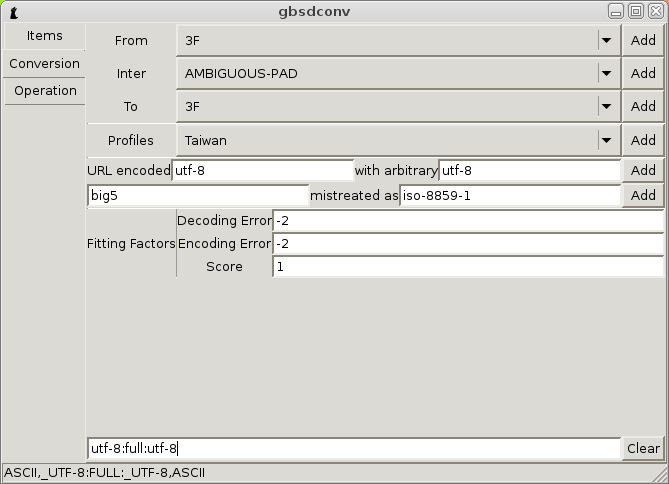 gbsdconv
Items
Conversion
Operation
From 3F Add
Inter AMBIGUOUS-PAD Add
To 3F Add
Profiles Taiwan Add
URL encoded utf-8 with arbitrary utf-8 Add
big5 mistreated as iso-8859-1 Add
Fitting Factors
Decoding Error -2
Encoding Error -2
Score 1
utf-8:full:utf-8 Clear
ASCII,_UTF-8:FULL:_UTF-8,ASCII